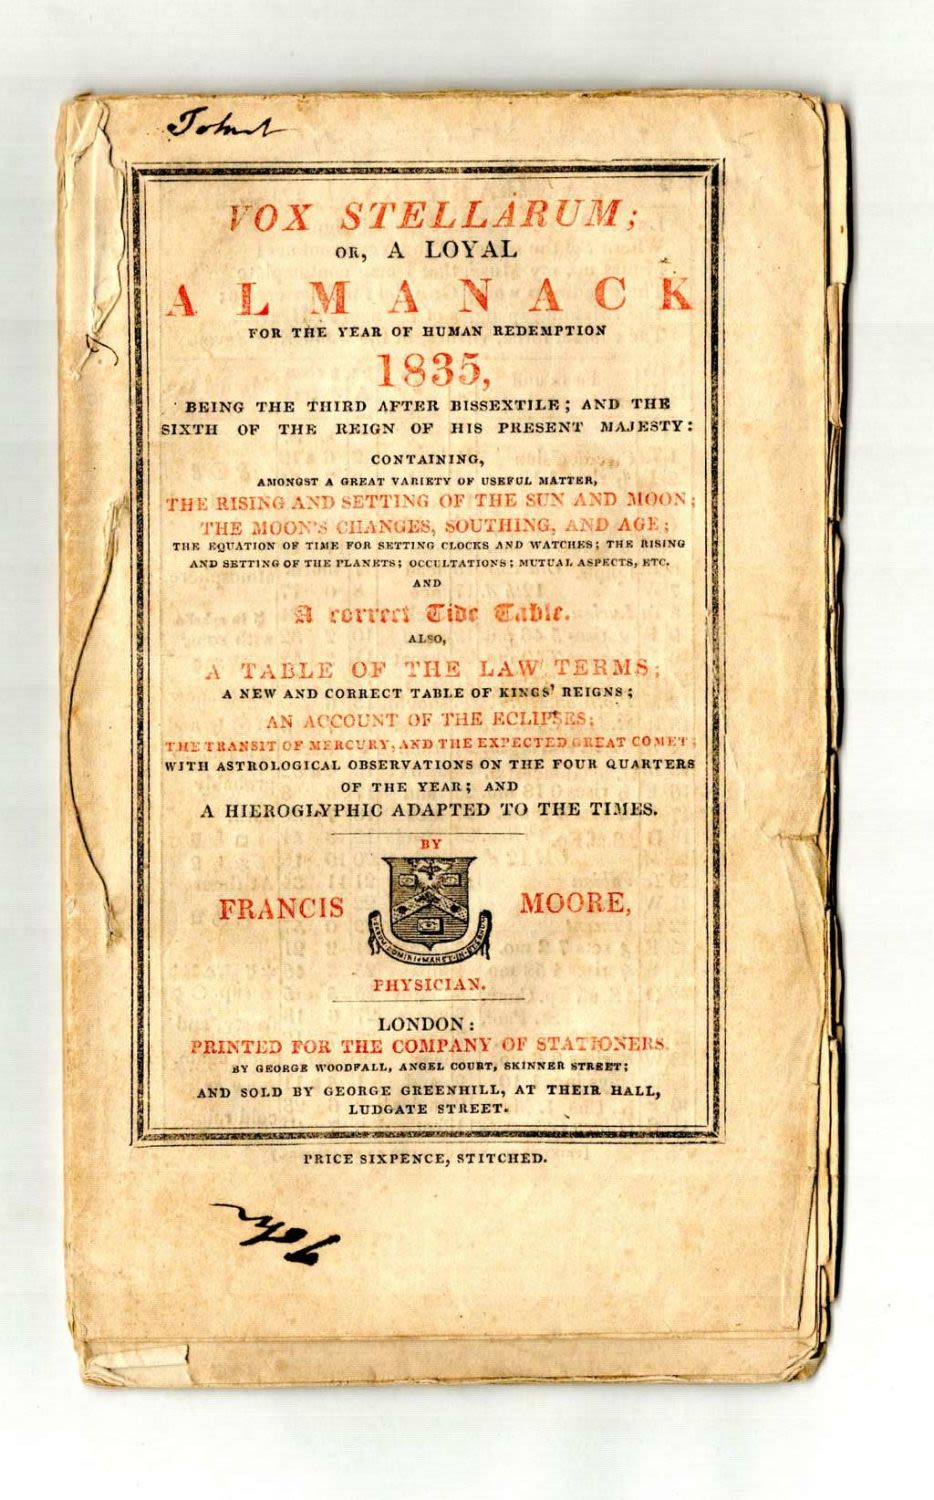 VOX STELLARUM;
OR, A LOYAL
ALMANACK
FOR THE YEAR OF HUMAN REDEMPTION
1835,
BEING THE THIRD AFTER BISSEXTILE; AND THE
SIXTH OF THE REIGN OF HIS PRESENT MAJESTY:
CONTAINING,
AMONGST A GREAT VARIETY OF USEFUL MATTER,
THE RISING AND SETTING OF THE SUN AND MOON;
THE MOON'S CHANGES, SOUTHING, AND AGE;
THE EQUATION OF TIME FOR SETTING CLOCKS AND WATCHES; THE RISING
AND SETTING OF THE PLANETS; OCCULTATIONS; MUTUAL ASPECTS, ETC.
AND
A correct Tide Table.
ALSO,
A TABLE OF THE LAW TERMS;
A NEW AND CORRECT TABLE OF KINGS' REIGNS;
AN ACCOUNT OF THE ECLIPSES;
THE TRANSIT OF MERCURY, AND THE EXPECTED GREAT COMET;
WITH ASTROLOGICAL OBSERVATIONS ON THE FOUR QUARTERS
OF THE YEAR; AND
A HIEROGLYPHIC ADAPTED TO THE TIMES.
BY
FRANCIS MOORE,
VERBUM DOMINI MANET IN ETERNUM
PHYSICIAN.
LONDON:
PRINTED FOR THE COMPANY OF STATIONERS
BY GEORGE WOODFALL, ANGEL COURT, SKINNER STREET;
AND SOLD BY GEORGE GREENHILL, AT THEIR HALL,
LUDGATE STREET.
PRICE SIXPENCE, STITCHED.
John